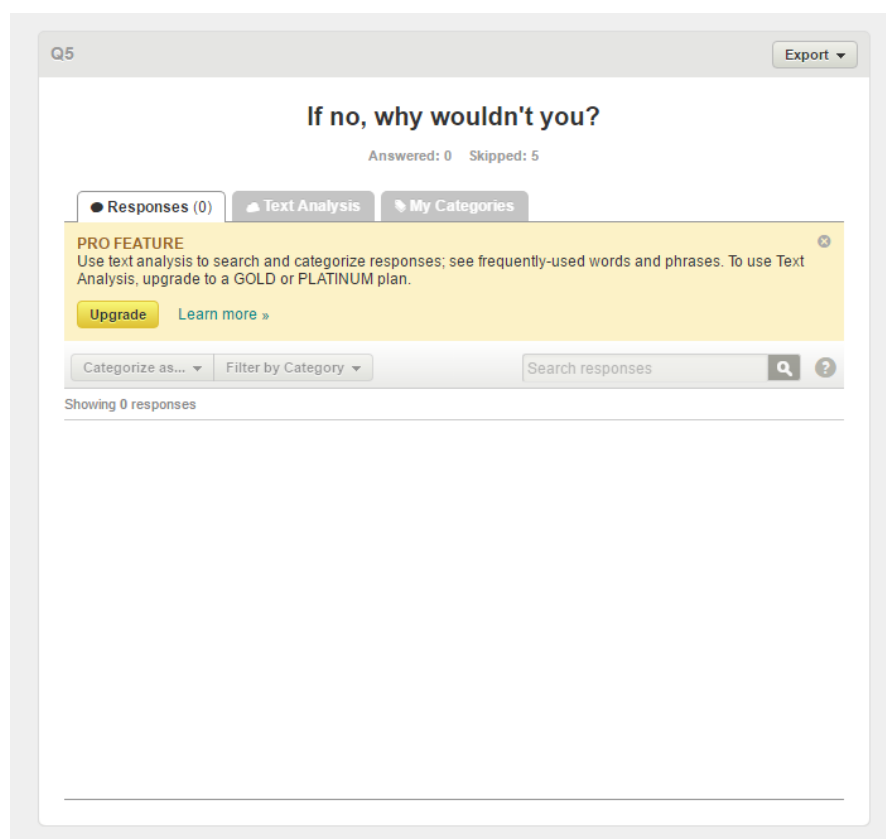 Q5
Export
If no, why wouldn't you?
Answered: 0 Skipped: 5
Responses (0) Text Analysis My Categories
PRO FEATURE
Use text analysis to search and categorize responses; see frequently-used words and phrases. To use Text
Analysis, upgrade to a GOLD or PLATINUM plan.
Upgrade Learn more »
Categorize as... Filter by Category Search responses ?
Showing 0 responses